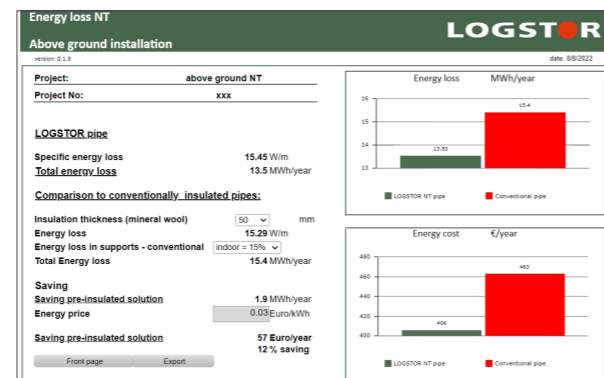 Energy loss NT
Above ground installation
LOGSTOR
version: 0.1.9
date: 8/8/2022
Project: above ground NT
Project No: xxx
LOGSTOR pipe
Specific energy loss 15.45 W/m
Total energy loss 13.5 MWh/year
Comparison to conventionally insulated pipes:
Insulation thickness (mineral wool) 50 mm
Energy loss 15.29 W/m
Energy loss in supports - conventional indoor = 15%
Total Energy loss 15.4 MWh/year
Saving
Saving pre-insulated solution 1.9 MWh/year
Energy price 0.03 Euro/kWh
Saving pre-insulated solution 57 Euro/year
12 % saving
Front page Export
Energy loss MWh/year
16
15.4
15
14
13.53
13
LOGSTOR NT pipe Conventional pipe
Energy cost €/year
480
463
460
440
420
406
400
LOGSTOR NT pipe Conventional pipe